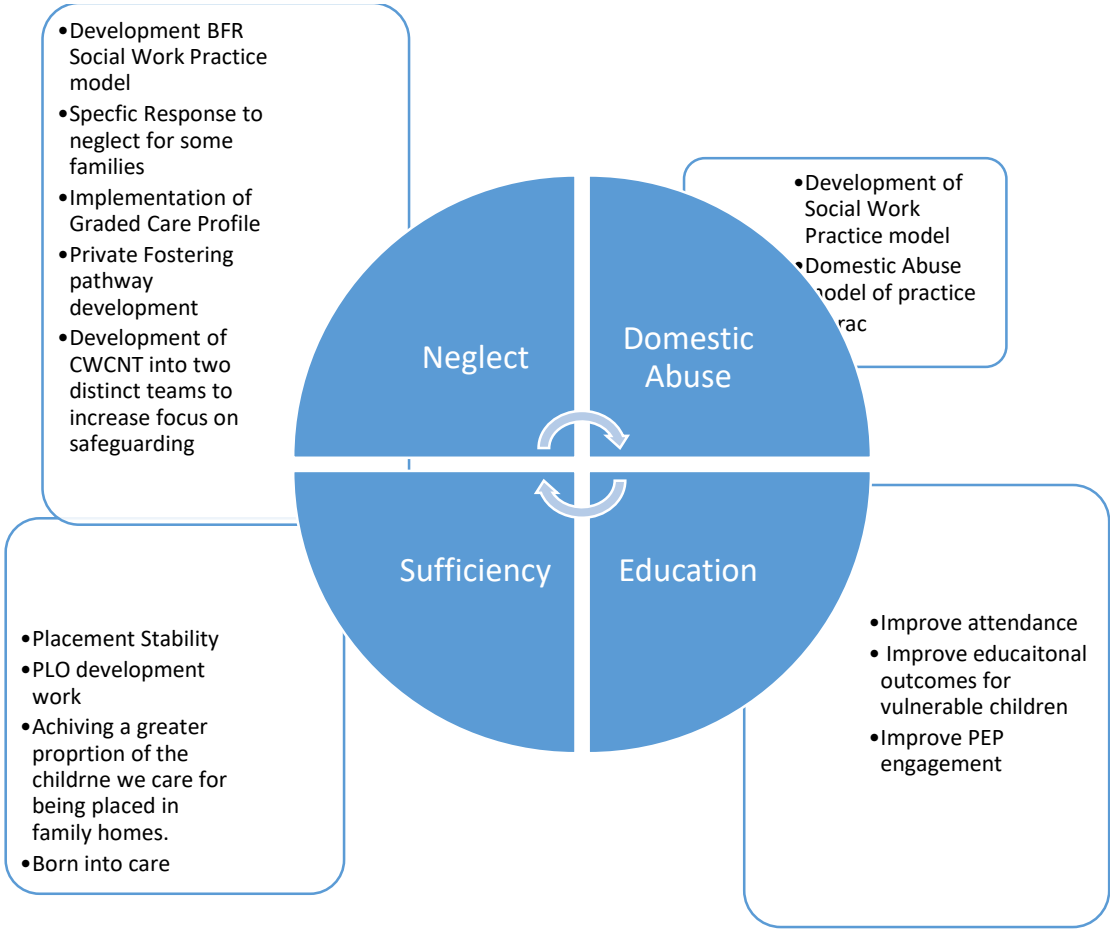 •Development BFR
Social Work Practice
model
•Specfic Response to
neglect for some
families
•Implementation of
Graded Care Profile
•Private Fostering
pathway
development
•Development of
CWCNT into two
distinct teams to
increase focus on
safeguarding
Neglect
Domestic
Abuse
•Development of
Social Work
Practice model
•Domestic Abuse
odel of practice
rac
Sufficiency
•Placement Stability
•PLO development
work
•Achiving a greater
proprtion of the
childrne we care for
being placed in
family homes.
•Born into care
Education
•Improve attendance
• Improve educaitonal
outcomes for
vulnerable children
•Improve PEP
engagement